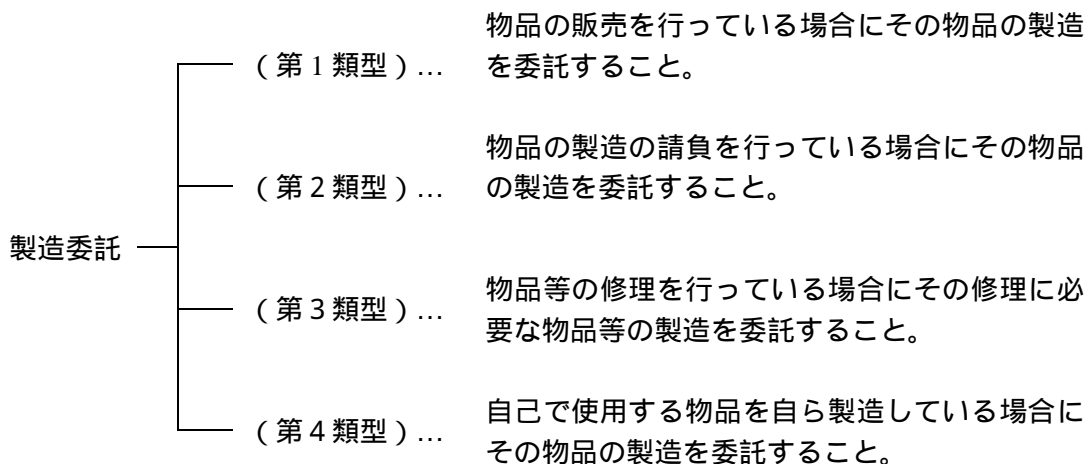 物品の販売を行っている場合にその物品の製造
(第1類型)… を委託すること。
物品の製造の請負を行っている場合にその物品
(第2類型)… の製造を委託すること。
製造委託
物品等の修理を行っている場合にその修理に必
(第3類型)… 要な物品等の製造を委託すること。
自己で使用する物品を自ら製造している場合に
(第4類型)… その物品の製造を委託すること。